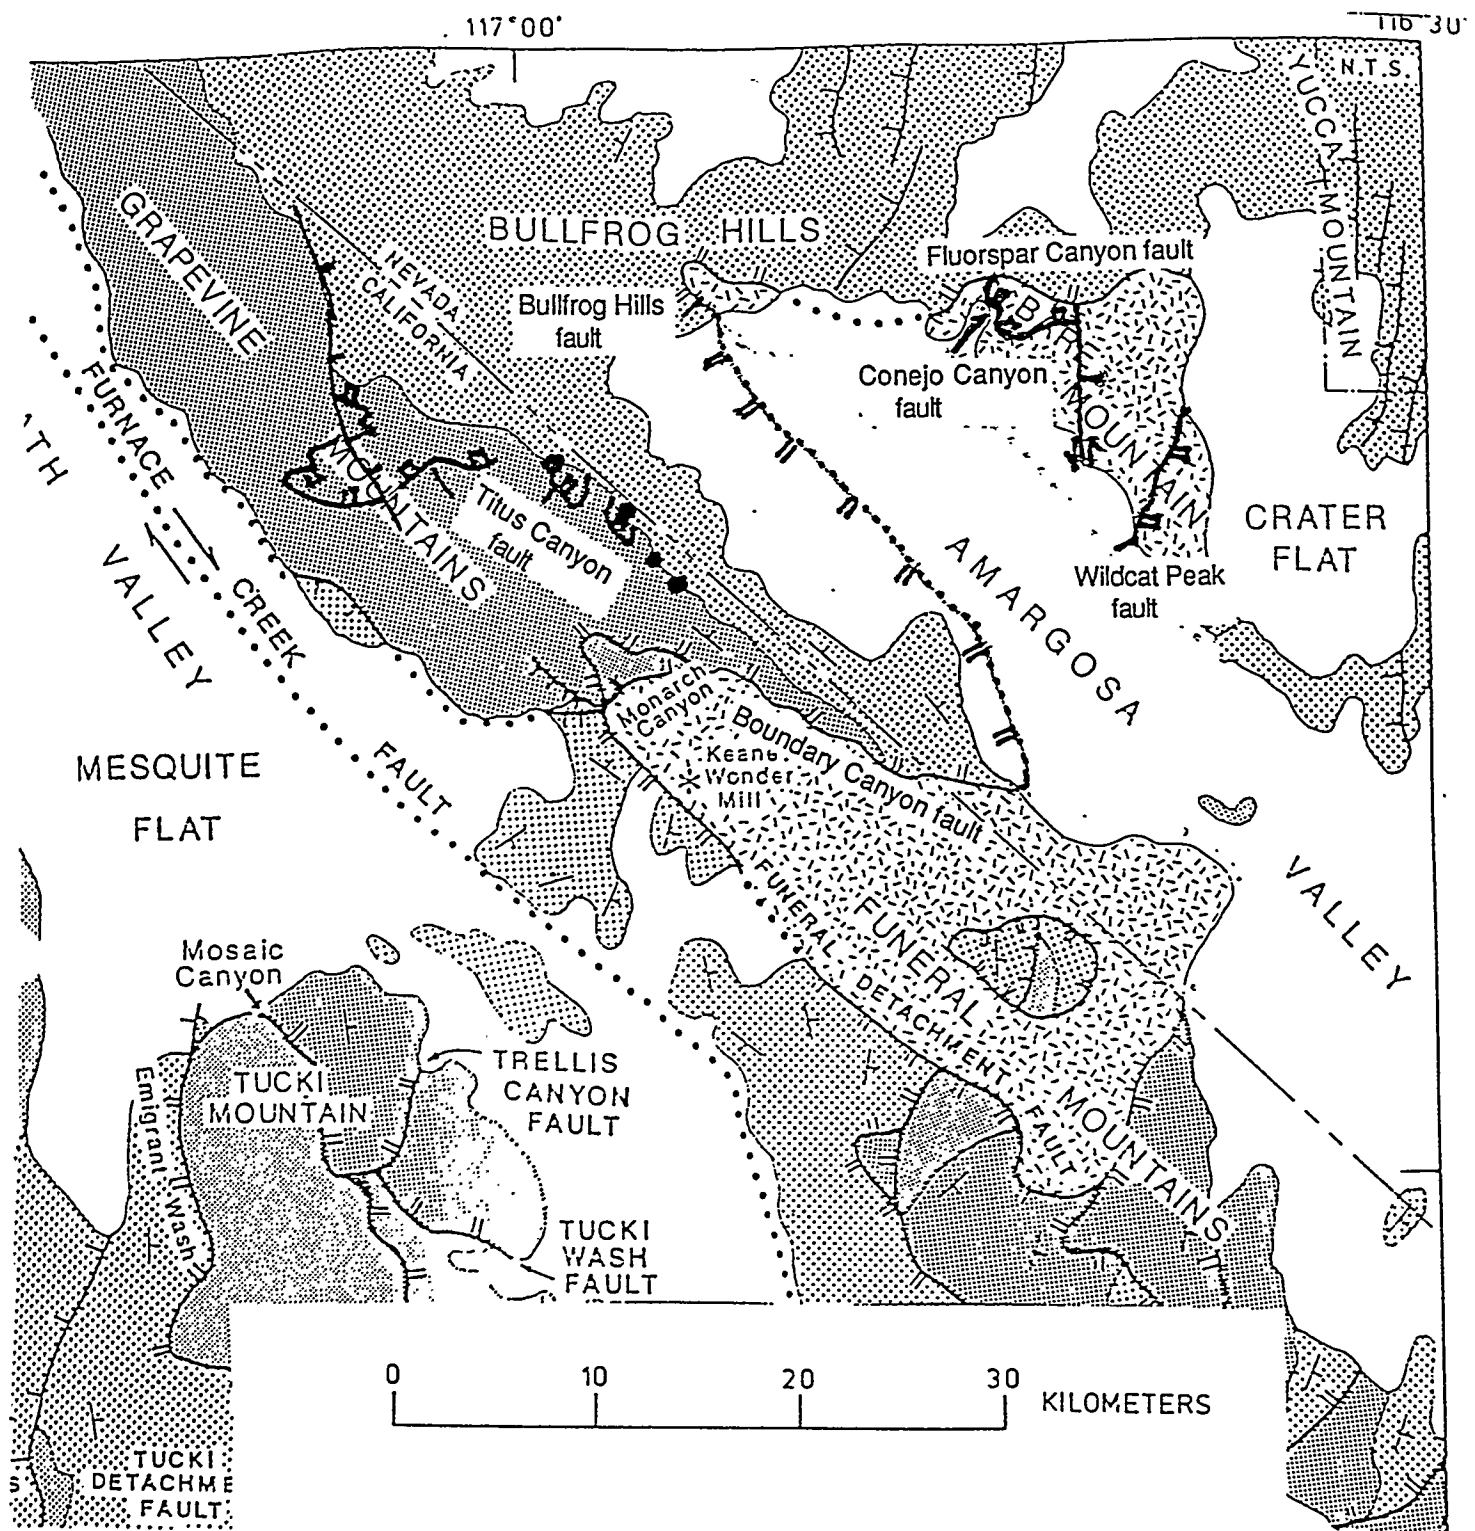 117°00'
116°30'
N.T.S.
YUCCA MOUNTAIN
GRAPEVINE
MOUNTAINS
BULLFROG HILLS
NEVADA
CALIFORNIA
Fluorspar Canyon fault
Bullfrog Hills
fault
BARE MOUNTAIN
Conejo Canyon
fault
FURNACE
CREEK
FAULT
ATH
VALLEY
Titus Canyon
fault
CRATER
FLAT
AMARGOSA
VALLEY
Wildcat Peak
fault
Monarch
Canyon
Boundary Canyon fault
Keane
Wonder
Mill
MESQUITE
FLAT
FUNERAL
MOUNTAINS
FUNERAL DETACHMENT
FAULT
Mosaic
Canyon
TRELLIS
CANYON
FAULT
TUCKI
MOUNTAIN
Emigrant Wash
TUCKI
WASH
FAULT
0 10 20 30
KILOMETERS
TUCKI
DETACHME
FAULT
S